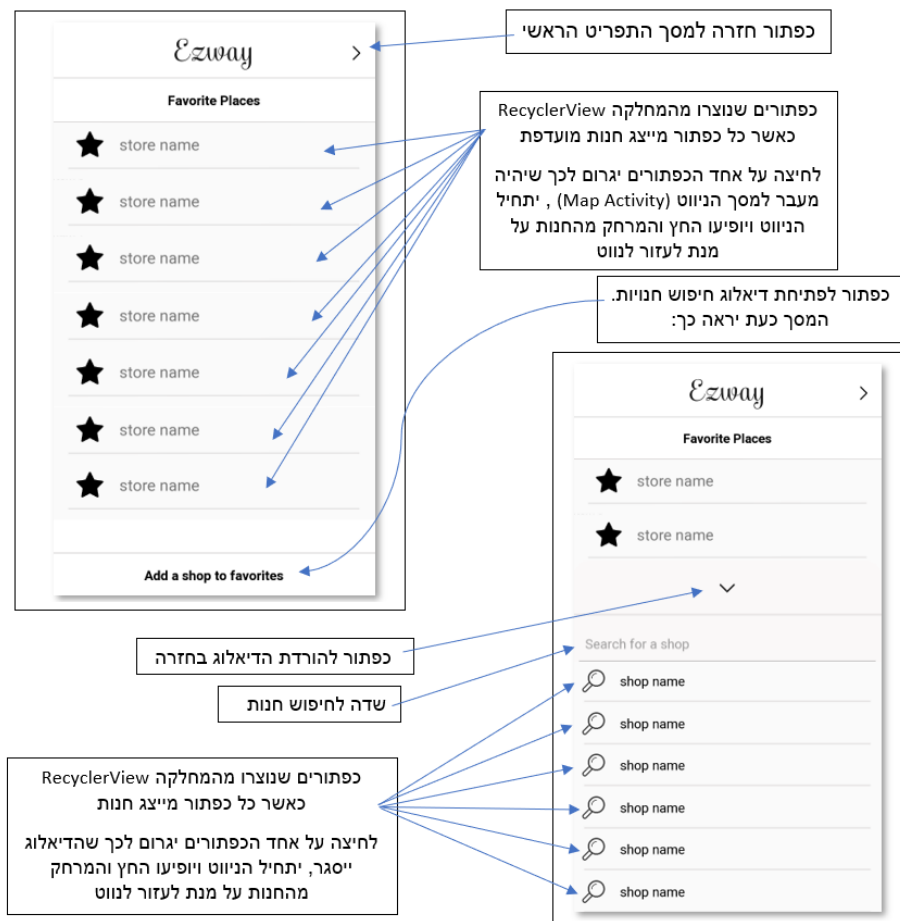 Ezway
Favorite Places
store name
store name
store name
store name
store name
store name
store name
Add a shop to favorites
כפתור חזרה למסך התפריט הראשי
כפתורים שנוצרו מהמחלקה RecyclerView
כאשר כל כפתור מייצג חנות מועדפת
לחיצה על אחד הכפתורים יגרום לכך שיהיה
מעבר למסך הניווט (Map Activity) , יתחיל
הניווט ויופיעו החץ והמרחק מהחנות על
מנת לעזור לנווט
כפתור לפתיחת דיאלוג חיפוש חנויות.
המסך כעת יראה כך:
Ezway
Favorite Places
store name
store name
Search for a shop
shop name
shop name
shop name
shop name
shop name
shop name
כפתור להורדת הדיאלוג בחזרה
שדה לחיפוש חנות
כפתורים שנוצרו מהמחלקה RecyclerView
כאשר כל כפתור מייצג חנות
לחיצה על אחד הכפתורים יגרום לכך שהדיאלוג
ייסגר, יתחיל הניווט ויופיעו החץ והמרחק
מהחנות על מנת לעזור לנווט